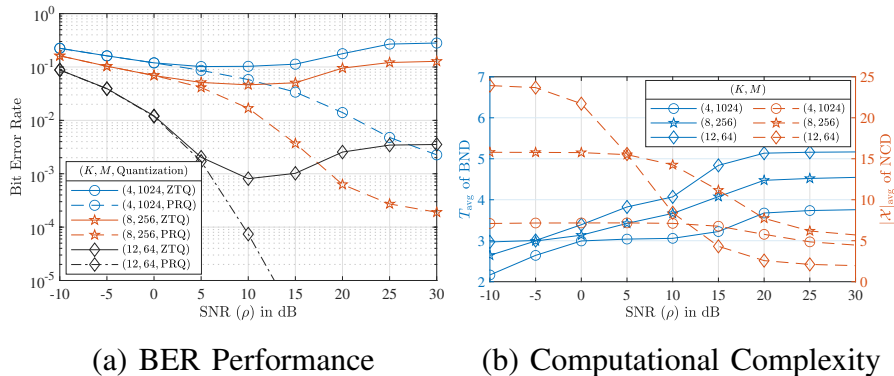 10^0
10^-1
10^-2
10^-3
10^-4
10^-5
Bit Error Rate
(K, M, Quantization)
(4, 1024, ZTQ)
(4, 1024, PRQ)
(8, 256, ZTQ)
(8, 256, PRQ)
(12, 64, ZTQ)
(12, 64, PRQ)
-10 -5 0 5 10 15 20 25 30
SNR (ρ) in dB
(a) BER Performance
7
6
5
4
3
2
T_avg of BND
(K, M)
(4, 1024) (4, 1024)
(8, 256) (8, 256)
(12, 64) (12, 64)
25
20
15
10
5
0
|𝒳|_avg of NCD
-10 -5 0 5 10 15 20 25 30
SNR (ρ) in dB
(b) Computational Complexity